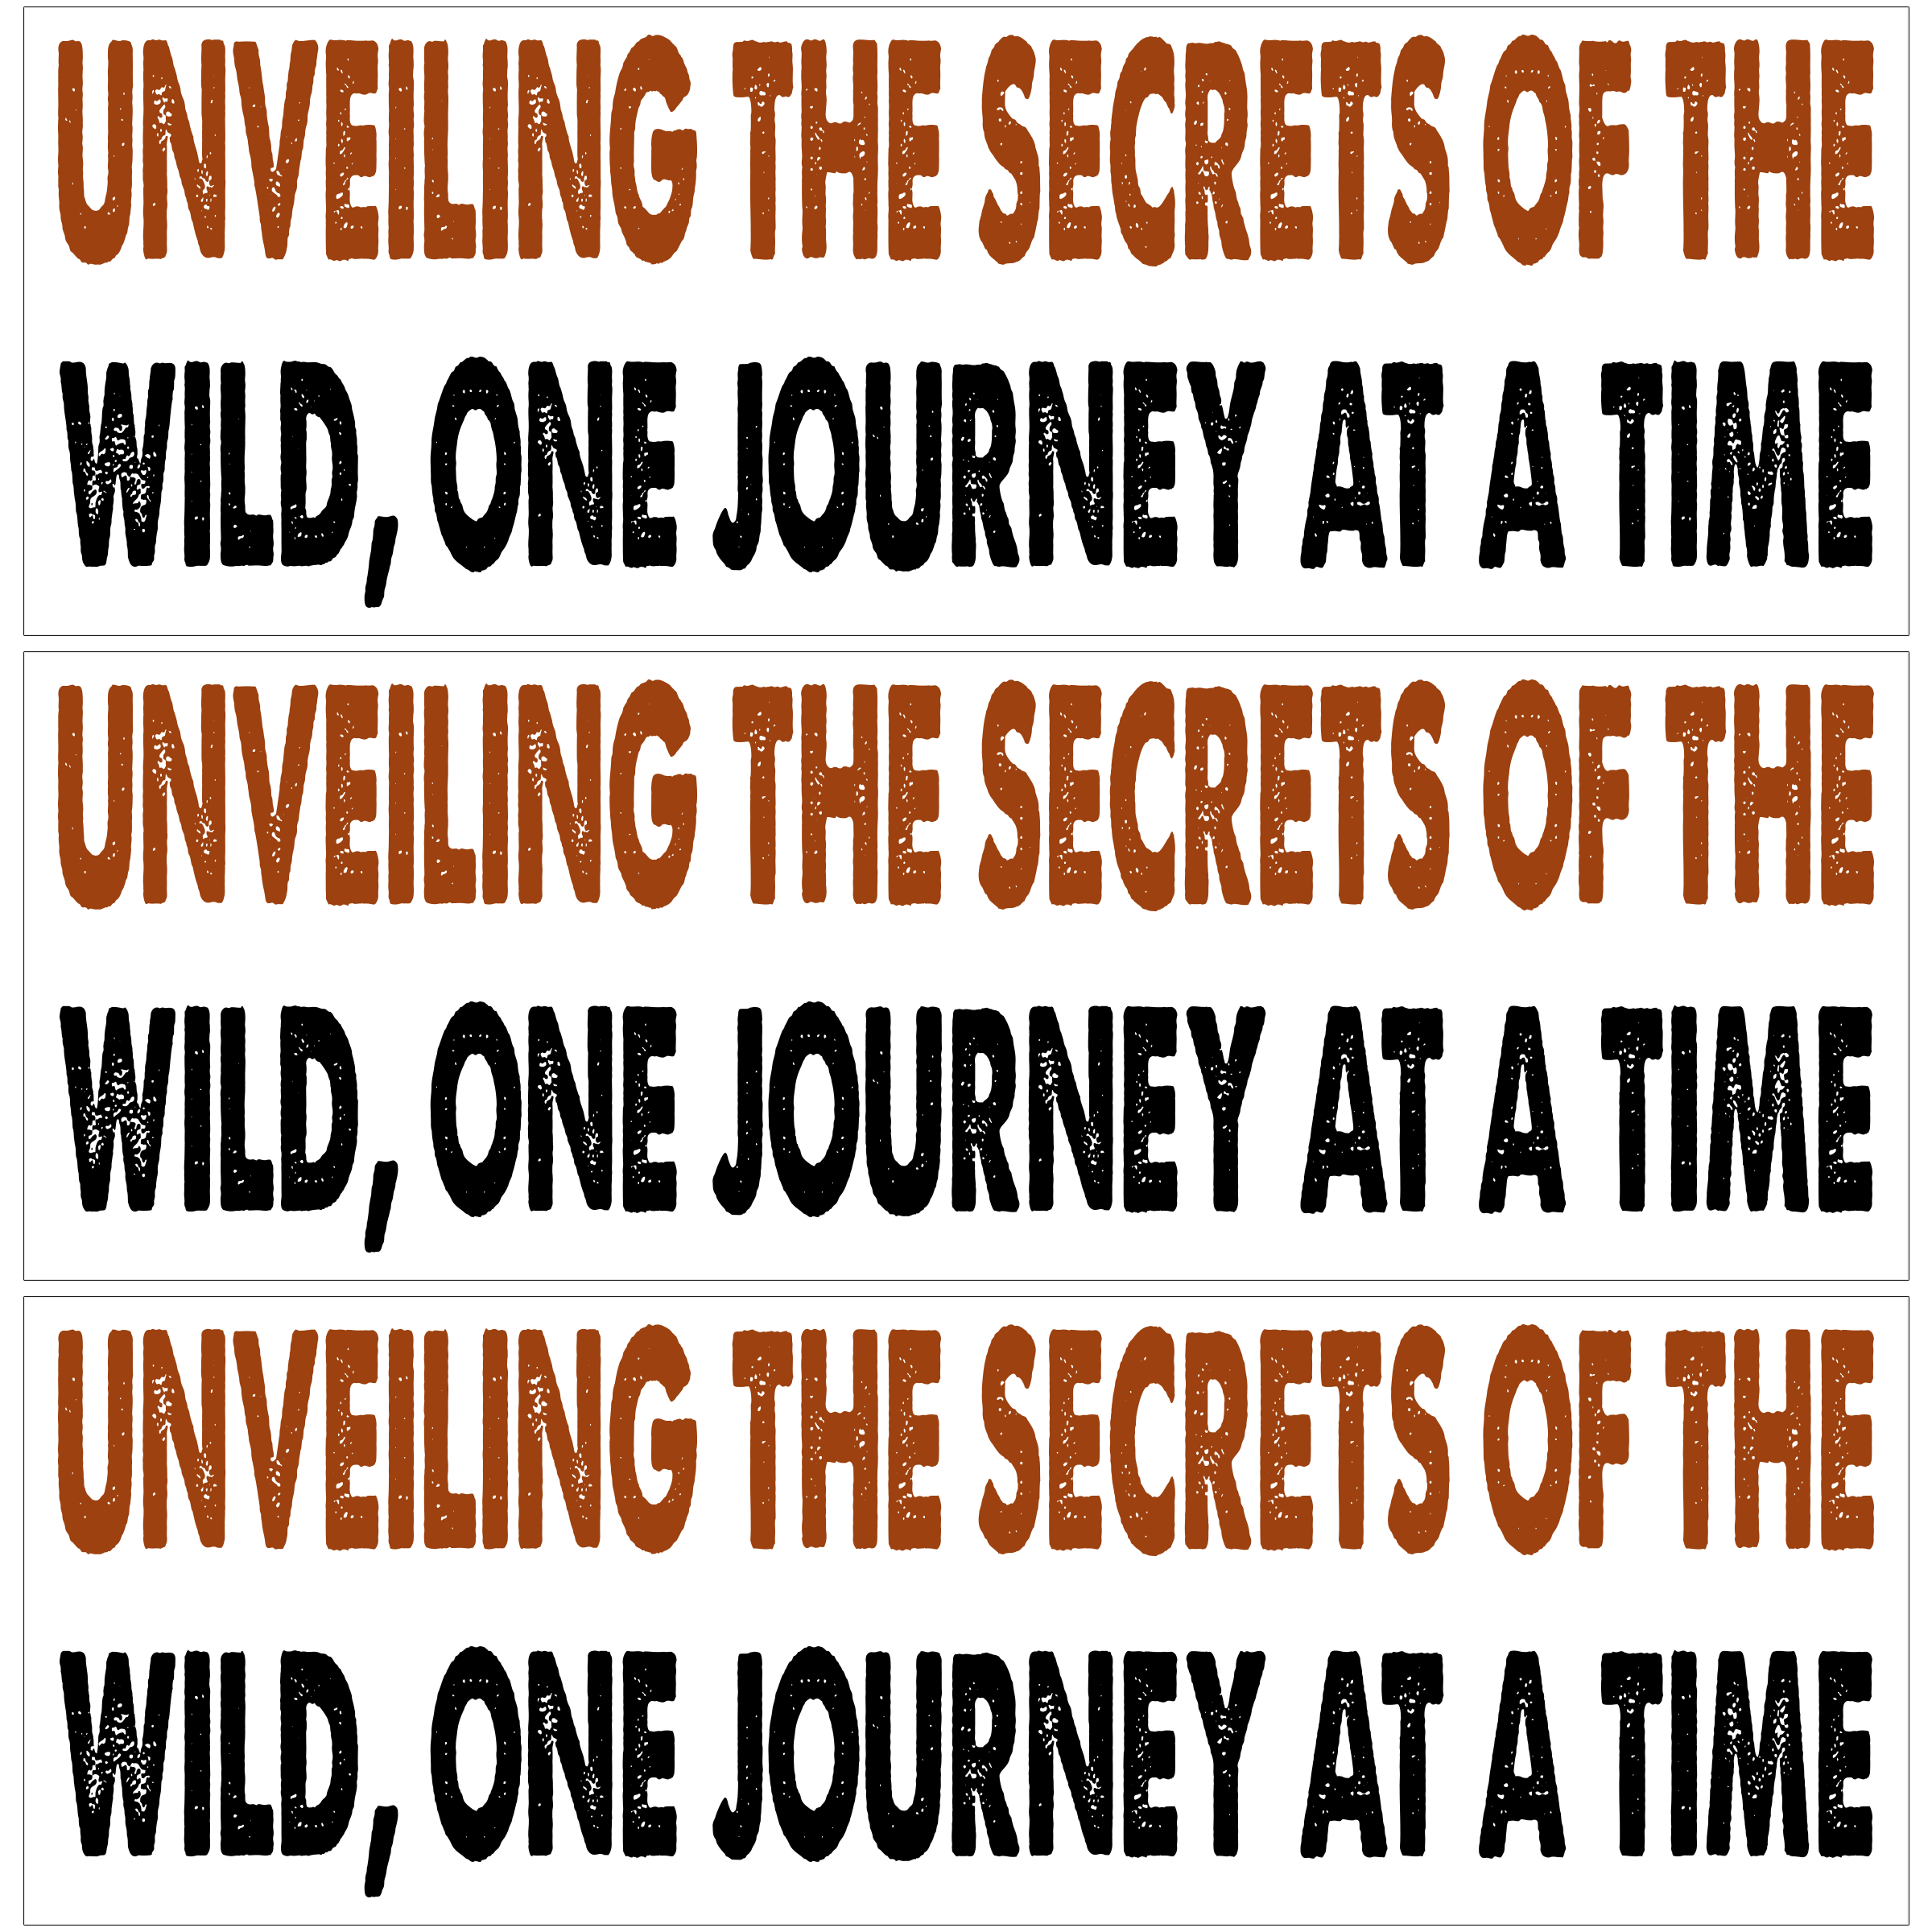 UNVEILING THE SECRETS OF THE
WILD, ONE JOURNEY AT A TIME
UNVEILING THE SECRETS OF THE
WILD, ONE JOURNEY AT A TIME
UNVEILING THE SECRETS OF THE
WILD, ONE JOURNEY AT A TIME